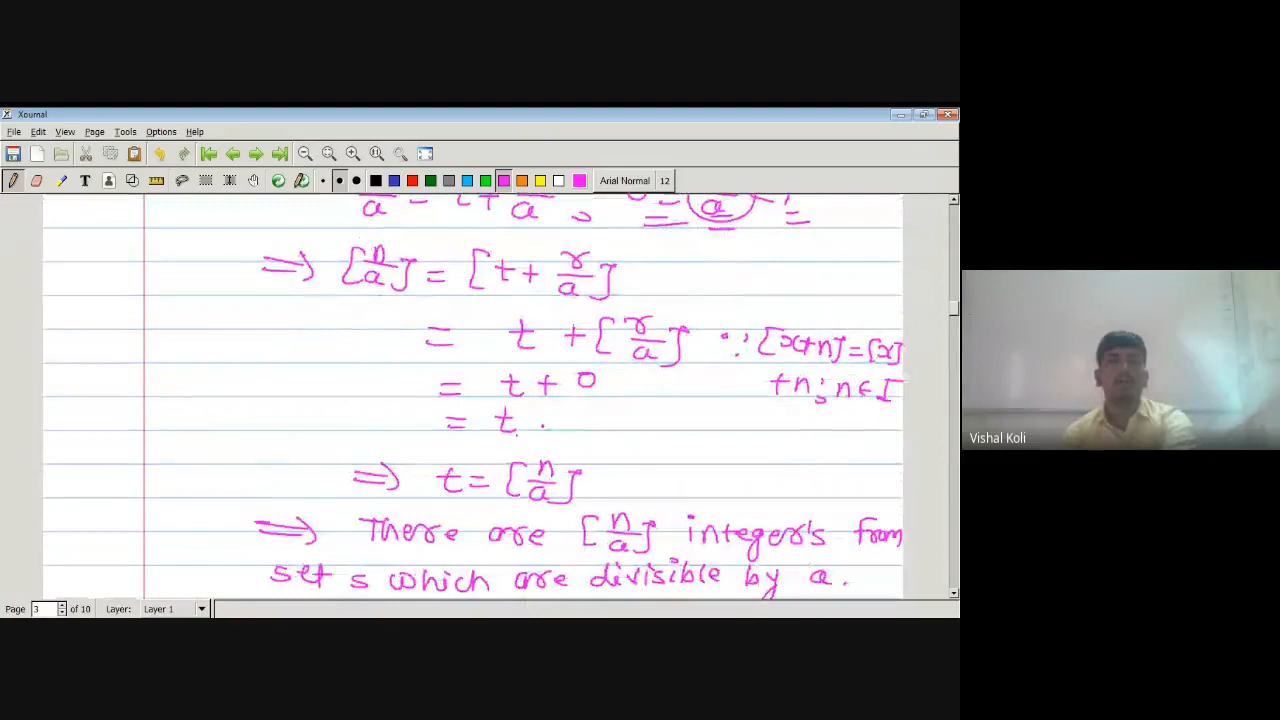 Xournal
File Edit View Page Tools Options Help
Arial Normal 12
n/a = t + r/a ,
⇒ [n/a] = [t + r/a]
= t + [r/a] ∵ [x+n] = [x]
= t + 0 + n ; n ∈ I
= t .
⇒ t = [n/a]
⇒ There are [n/a] integer's from
set s which are divisible by a.
Page 3 of 10 Layer: Layer 1
Vishal Koli